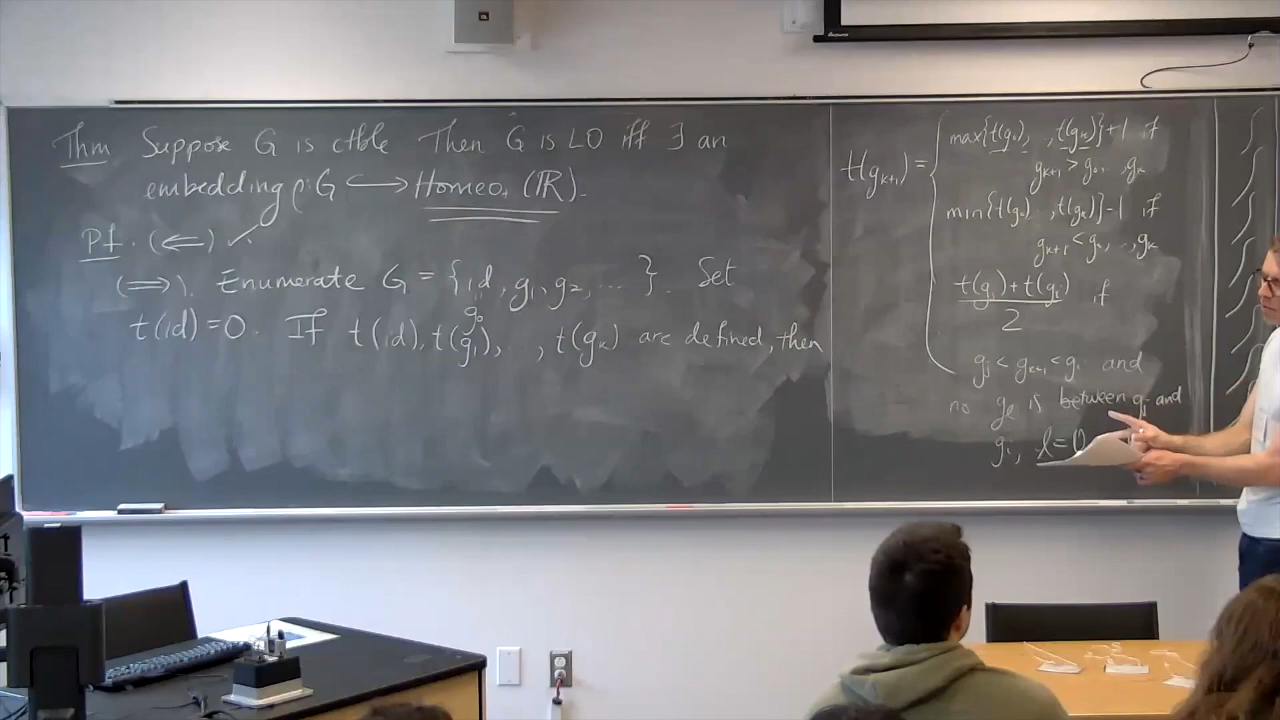 Thm Suppose G is ctble Then G is LO iff ∃ an
embedding ρ: G ↪ Homeo₊(ℝ).
Pf. (⇐) ✓
(⇒). Enumerate G = {id, g₁, g₂, ... }. Set
g₀
t(id)=0. If t(id), t(g₁), .. , t(gₖ) are defined, then
t(gₖ₊₁) =
max{t(g₀), , t(gₖ)}+1 if
gₖ₊₁ > g₀, , gₖ
min{t(g₀) , t(gₖ)}-1 if
gₖ₊₁ < g₀, .., gₖ
t(gᵢ)+t(gⱼ) if
2
gⱼ < gₖ₊₁ < gᵢ and
no gₗ is between gⱼ and
gᵢ, l=0